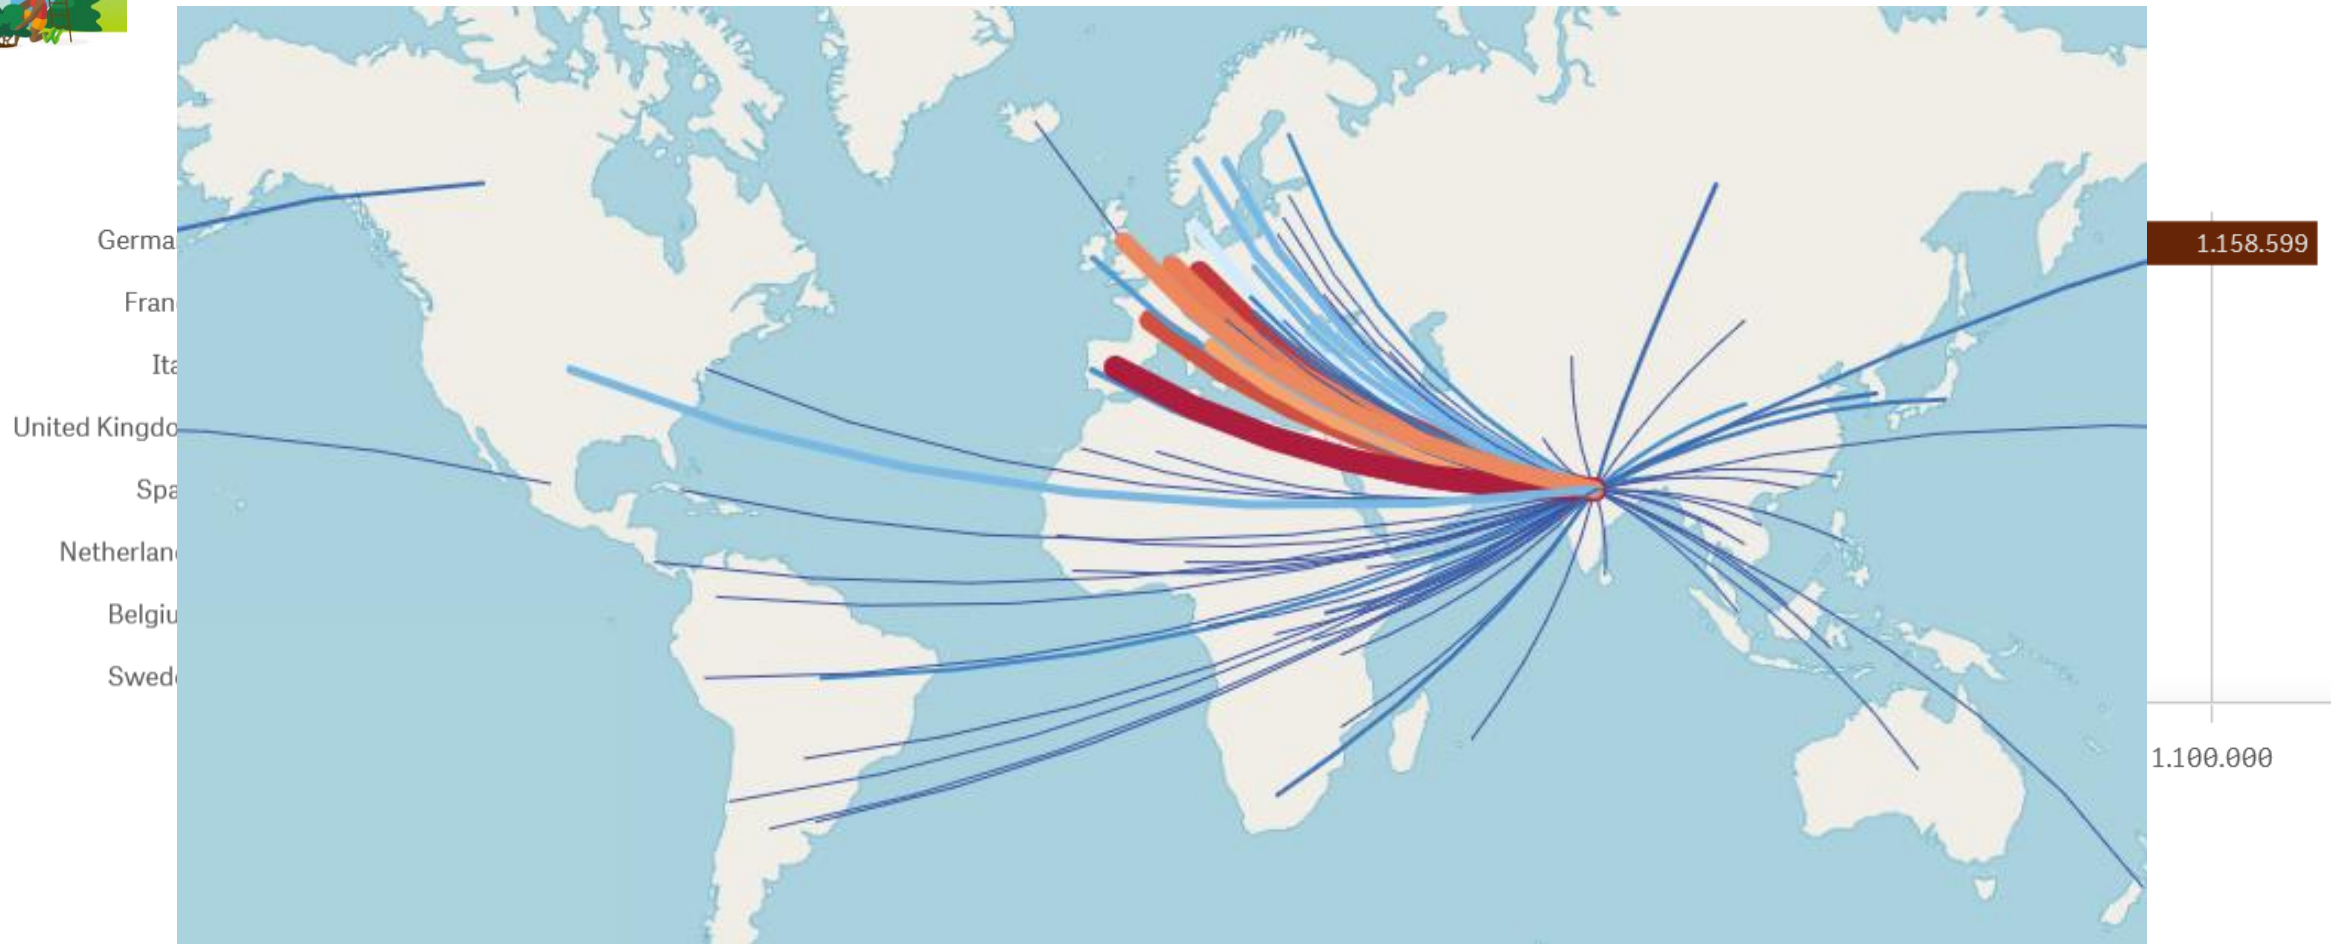 Germa
1.158.599
Fran
Ita
United Kingdo
Spa
Netherlan
Belgiu
Swed
1.100.000